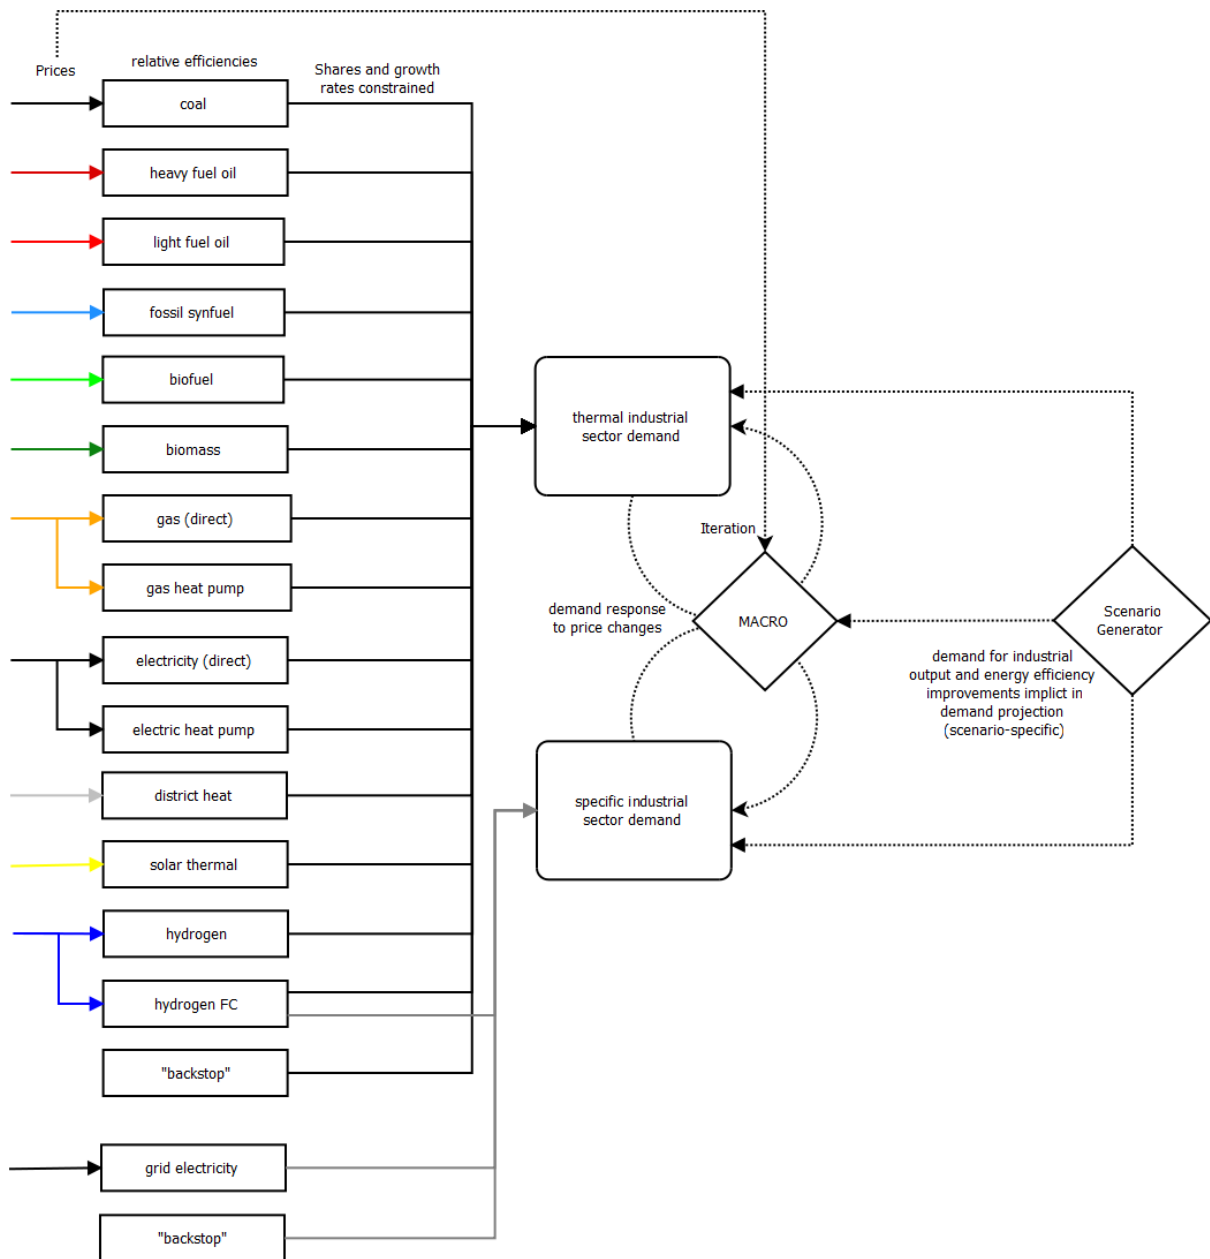 Prices
relative efficiencies
Shares and growth
rates constrained
coal
heavy fuel oil
light fuel oil
fossil synfuel
biofuel
biomass
gas (direct)
gas heat pump
electricity (direct)
electric heat pump
district heat
solar thermal
hydrogen
hydrogen FC
"backstop"
grid electricity
"backstop"
thermal industrial
sector demand
Iteration
demand response
to price changes
MACRO
Scenario
Generator
demand for industrial
output and energy efficiency
improvements implict in
demand projection
(scenario-specific)
specific industrial
sector demand